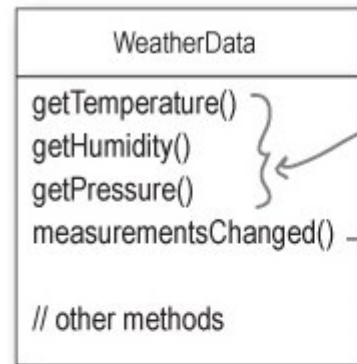 WeatherData
getTemperature()
getHumidity()
getPressure()
measurementsChanged()
// other methods